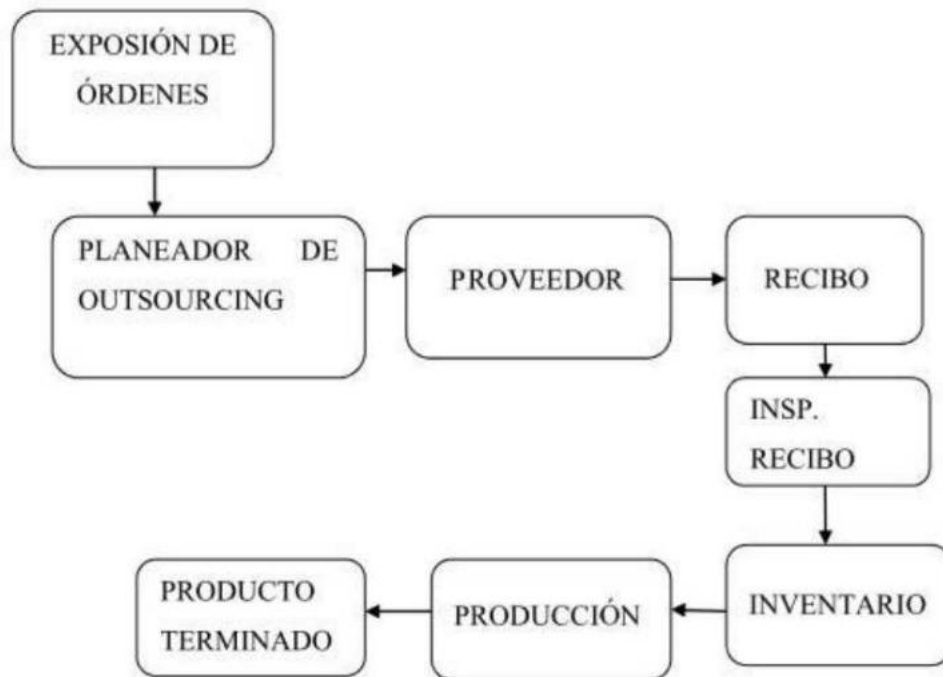 EXPOSIÓN DE
ÓRDENES
PLANEADOR DE
OUTSOURCING
PROVEEDOR
RECIBO
INSP.
RECIBO
INVENTARIO
PRODUCCIÓN
PRODUCTO
TERMINADO